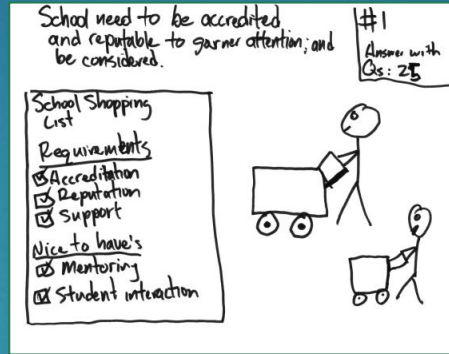 School need to be accredited
and reputable to garner attention, and
be considered.
#1
Answer with
Qs: 25
School Shopping
List
Requirements
Accreditation
Reputation
Support
Nice to have's
Mentoring
Student interaction